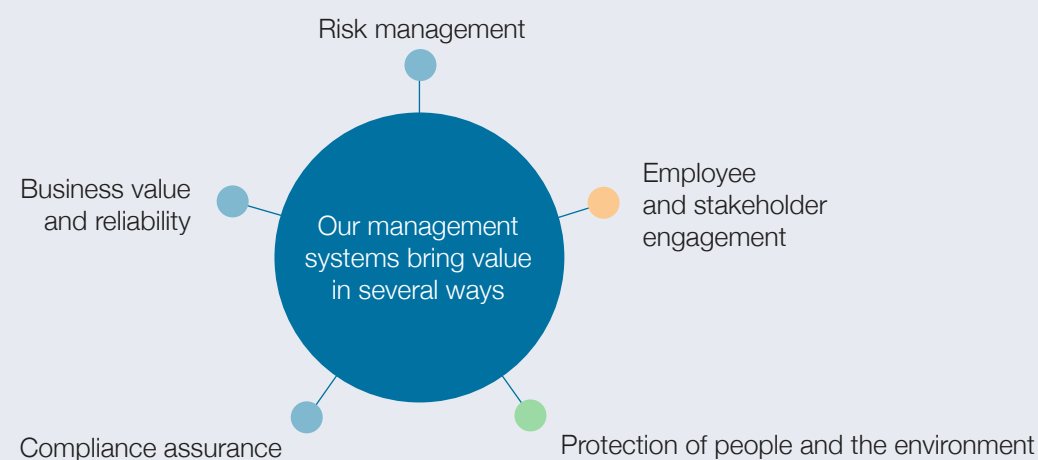 Risk management
Business value
and reliability
Employee
and stakeholder
engagement
Our management
systems bring value
in several ways
Compliance assurance
Protection of people and the environment